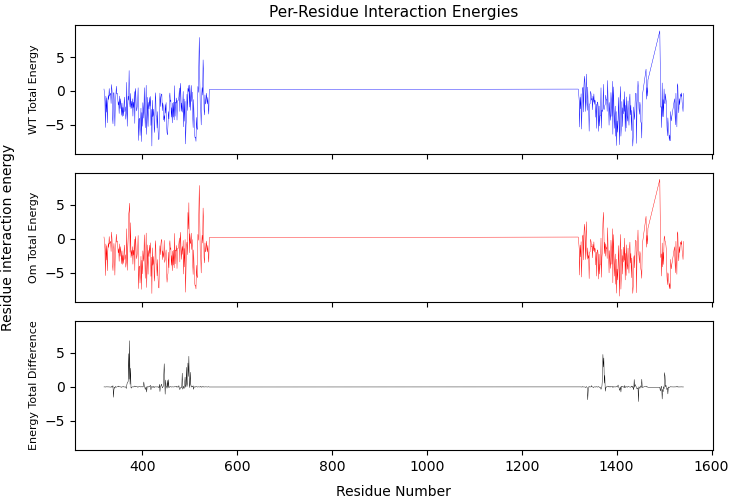 Per-Residue Interaction Energies
Residue interaction energy
WT Total Energy
5
0
−5
Om Total Energy
5
0
−5
Energy Total Difference
5
0
−5
400 600 800 1000 1200 1400 1600
Residue Number